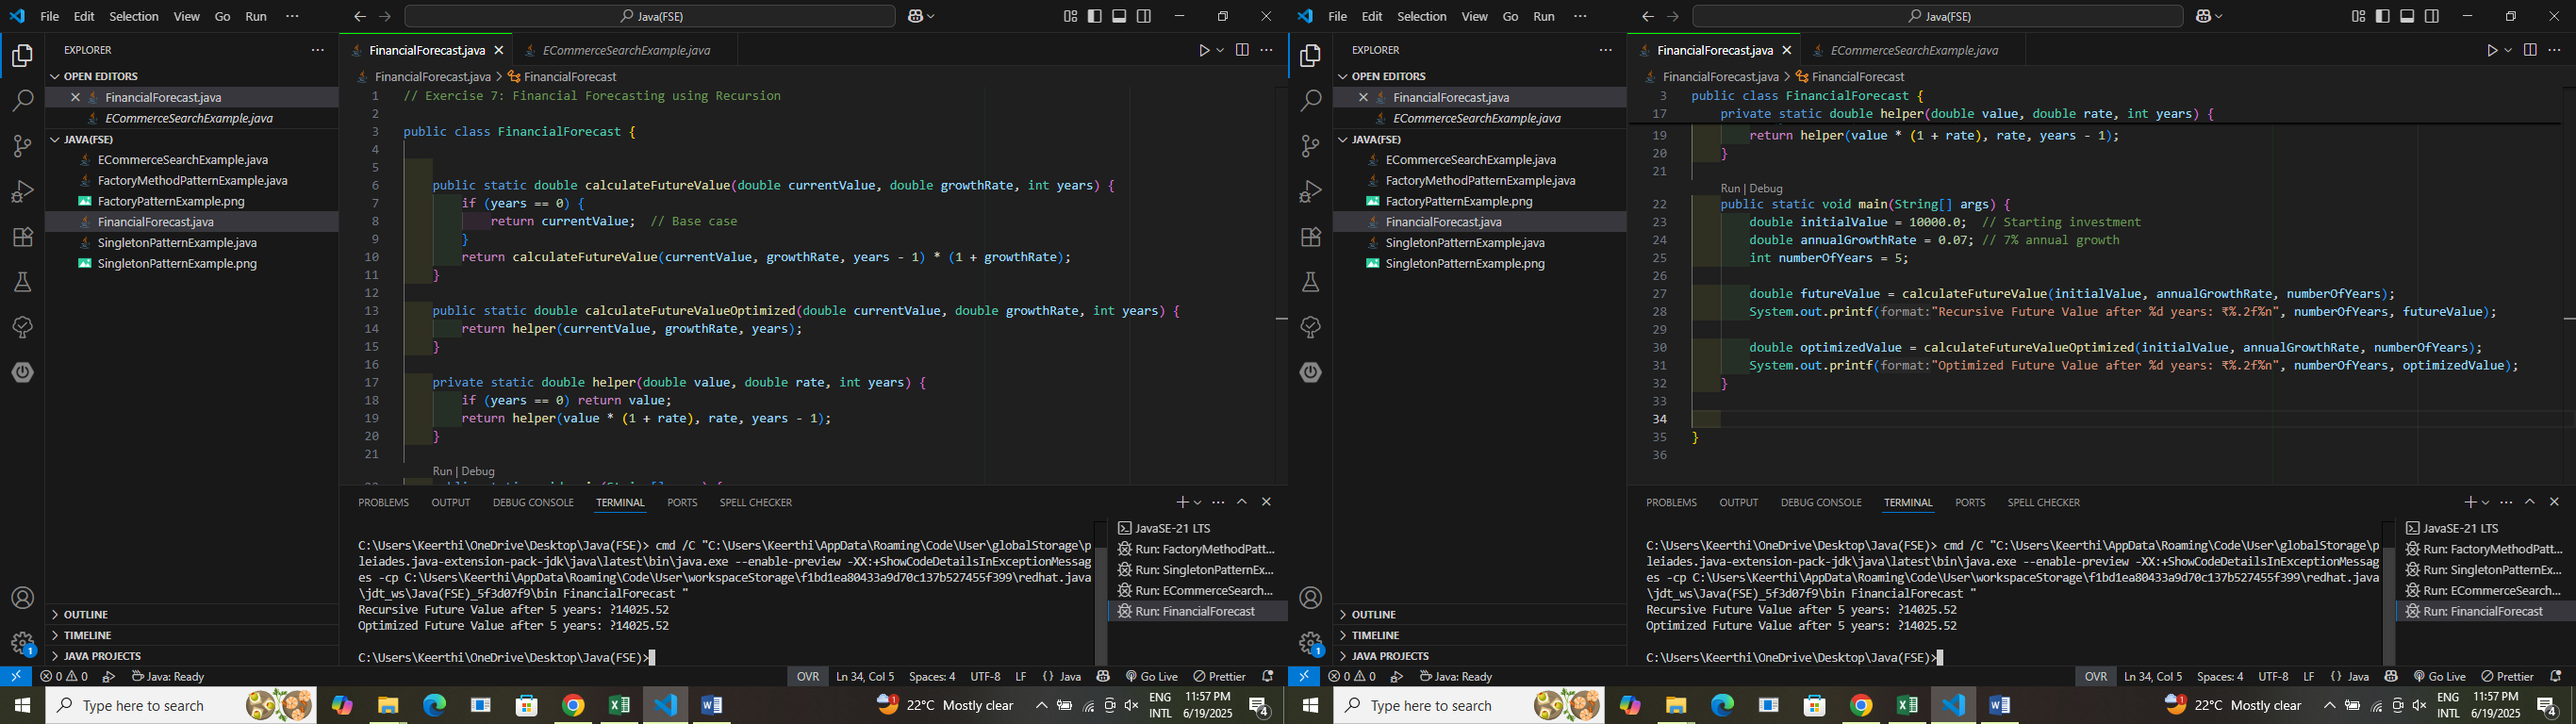 File Edit Selection View Go Run ··· Java(FSE)
EXPLORER
OPEN EDITORS
FinancialForecast.java
ECommerceSearchExample.java
JAVA(FSE)
ECommerceSearchExample.java
FactoryMethodPatternExample.java
FactoryPatternExample.png
FinancialForecast.java
SingletonPatternExample.java
SingletonPatternExample.png
OUTLINE
TIMELINE
JAVA PROJECTS
FinancialForecast.java ECommerceSearchExample.java
FinancialForecast.java > FinancialForecast
1 // Exercise 7: Financial Forecasting using Recursion
2
3 public class FinancialForecast {
4
5
6 public static double calculateFutureValue(double currentValue, double growthRate, int years) {
7 if (years == 0) {
8 return currentValue; // Base case
9 }
10 return calculateFutureValue(currentValue, growthRate, years - 1) * (1 + growthRate);
11 }
12
13 public static double calculateFutureValueOptimized(double currentValue, double growthRate, int years) {
14 return helper(currentValue, growthRate, years);
15 }
16
17 private static double helper(double value, double rate, int years) {
18 if (years == 0) return value;
19 return helper(value * (1 + rate), rate, years - 1);
20 }
21
Run | Debug
PROBLEMS OUTPUT DEBUG CONSOLE TERMINAL PORTS SPELL CHECKER
C:\Users\Keerthi\OneDrive\Desktop\Java(FSE)> cmd /C "C:\Users\Keerthi\AppData\Roaming\Code\User\globalStorage\p
leiades.java-extension-pack-jdk\java\latest\bin\java.exe --enable-preview -XX:+ShowCodeDetailsInExceptionMessag
es -cp C:\Users\Keerthi\AppData\Roaming\Code\User\workspaceStorage\f1bd1ea80433a9d70c137b527455f399\redhat.java
\jdt_ws\Java(FSE)_5f3d07f9\bin FinancialForecast "
Recursive Future Value after 5 years: ?14025.52
Optimized Future Value after 5 years: ?14025.52
C:\Users\Keerthi\OneDrive\Desktop\Java(FSE)>
JavaSE-21 LTS
Run: FactoryMethodPatt...
Run: SingletonPatternEx...
Run: ECommerceSearch...
Run: FinancialForecast
0 0 Java: Ready OVR Ln 34, Col 5 Spaces: 4 UTF-8 LF {} Java Go Live Prettier
Type here to search 22°C Mostly clear ENG INTL 11:57 PM 6/19/2025 4
File Edit Selection View Go Run ··· Java(FSE)
EXPLORER
OPEN EDITORS
FinancialForecast.java
ECommerceSearchExample.java
JAVA(FSE)
ECommerceSearchExample.java
FactoryMethodPatternExample.java
FactoryPatternExample.png
FinancialForecast.java
SingletonPatternExample.java
SingletonPatternExample.png
OUTLINE
TIMELINE
JAVA PROJECTS
FinancialForecast.java ECommerceSearchExample.java
FinancialForecast.java > FinancialForecast
3 public class FinancialForecast {
17 private static double helper(double value, double rate, int years) {
19 return helper(value * (1 + rate), rate, years - 1);
20 }
21
Run | Debug
22 public static void main(String[] args) {
23 double initialValue = 10000.0; // Starting investment
24 double annualGrowthRate = 0.07; // 7% annual growth
25 int numberOfYears = 5;
26
27 double futureValue = calculateFutureValue(initialValue, annualGrowthRate, numberOfYears);
28 System.out.printf(format:"Recursive Future Value after %d years: ₹%.2f%n", numberOfYears, futureValue);
29
30 double optimizedValue = calculateFutureValueOptimized(initialValue, annualGrowthRate, numberOfYears);
31 System.out.printf(format:"Optimized Future Value after %d years: ₹%.2f%n", numberOfYears, optimizedValue);
32 }
33
34
35 }
36
PROBLEMS OUTPUT DEBUG CONSOLE TERMINAL PORTS SPELL CHECKER
C:\Users\Keerthi\OneDrive\Desktop\Java(FSE)> cmd /C "C:\Users\Keerthi\AppData\Roaming\Code\User\globalStorage\p
leiades.java-extension-pack-jdk\java\latest\bin\java.exe --enable-preview -XX:+ShowCodeDetailsInExceptionMessag
es -cp C:\Users\Keerthi\AppData\Roaming\Code\User\workspaceStorage\f1bd1ea80433a9d70c137b527455f399\redhat.java
\jdt_ws\Java(FSE)_5f3d07f9\bin FinancialForecast "
Recursive Future Value after 5 years: ?14025.52
Optimized Future Value after 5 years: ?14025.52
C:\Users\Keerthi\OneDrive\Desktop\Java(FSE)>
JavaSE-21 LTS
Run: FactoryMethodPatt...
Run: SingletonPatternEx...
Run: ECommerceSearch...
Run: FinancialForecast
0 0 Java: Ready OVR Ln 34, Col 5 Spaces: 4 UTF-8 LF {} Java Go Live Prettier
Type here to search 22°C Mostly clear ENG INTL 11:57 PM 6/19/2025 4